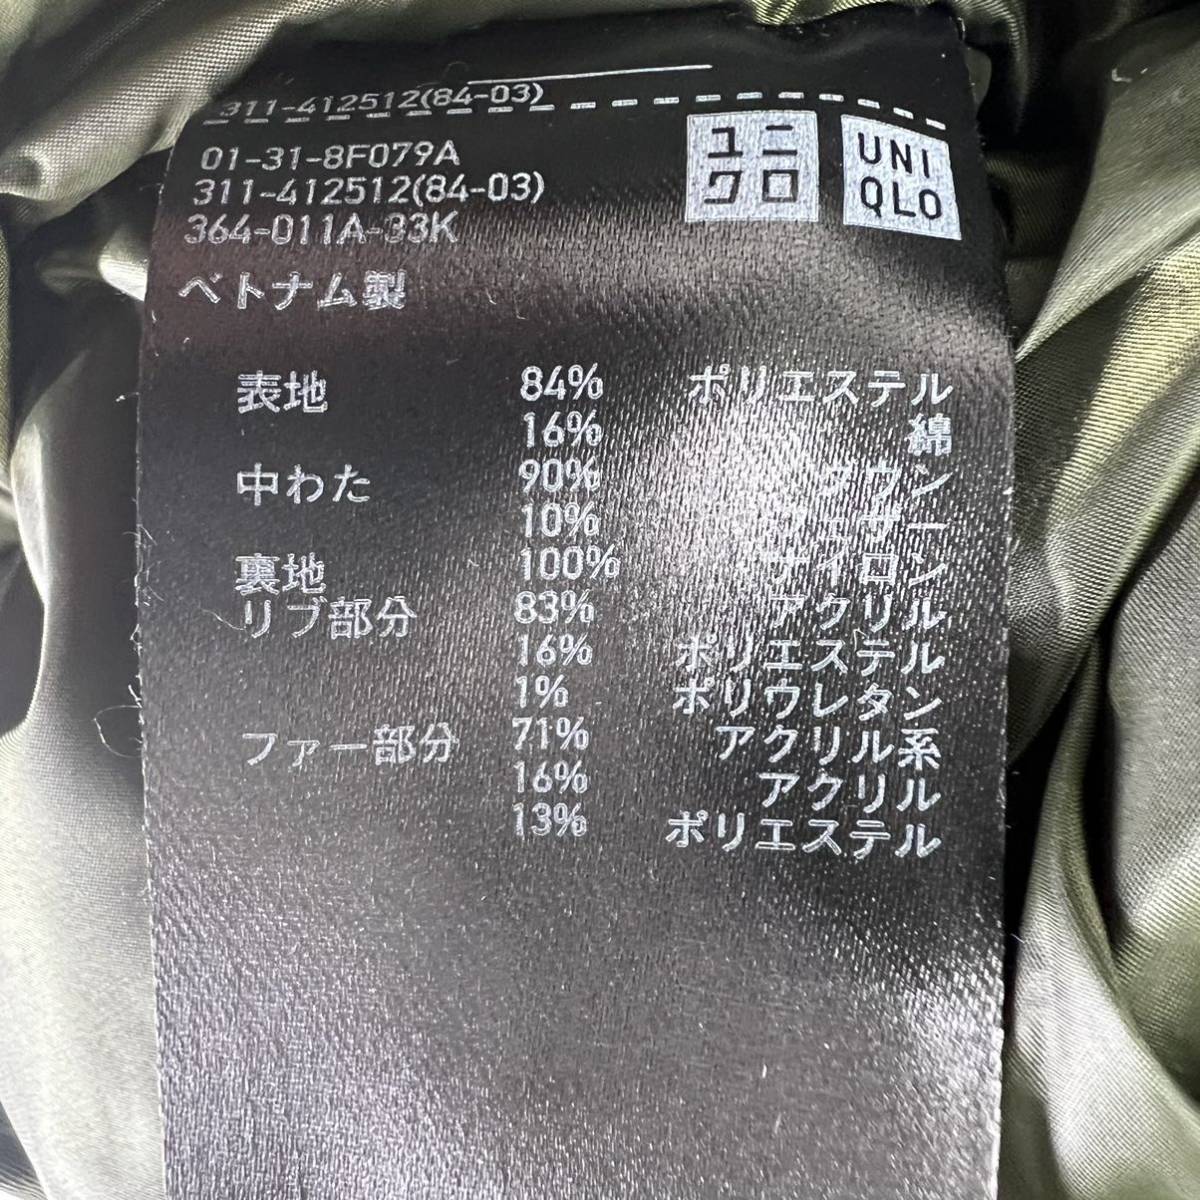 311-412512(84-03)
01-31-8F079A
311-412512(84-03)
364-011A-33K
ユニ
クロ
UNI
QLO
ベトナム製
表地 84% ポリエステル
16% 綿
中わた 90% ダウン
10% フェザー
裏地 100% ナイロン
リブ部分 83% アクリル
16% ポリエステル
1% ポリウレタン
ファー部分 71% アクリル系
16% アクリル
13% ポリエステル